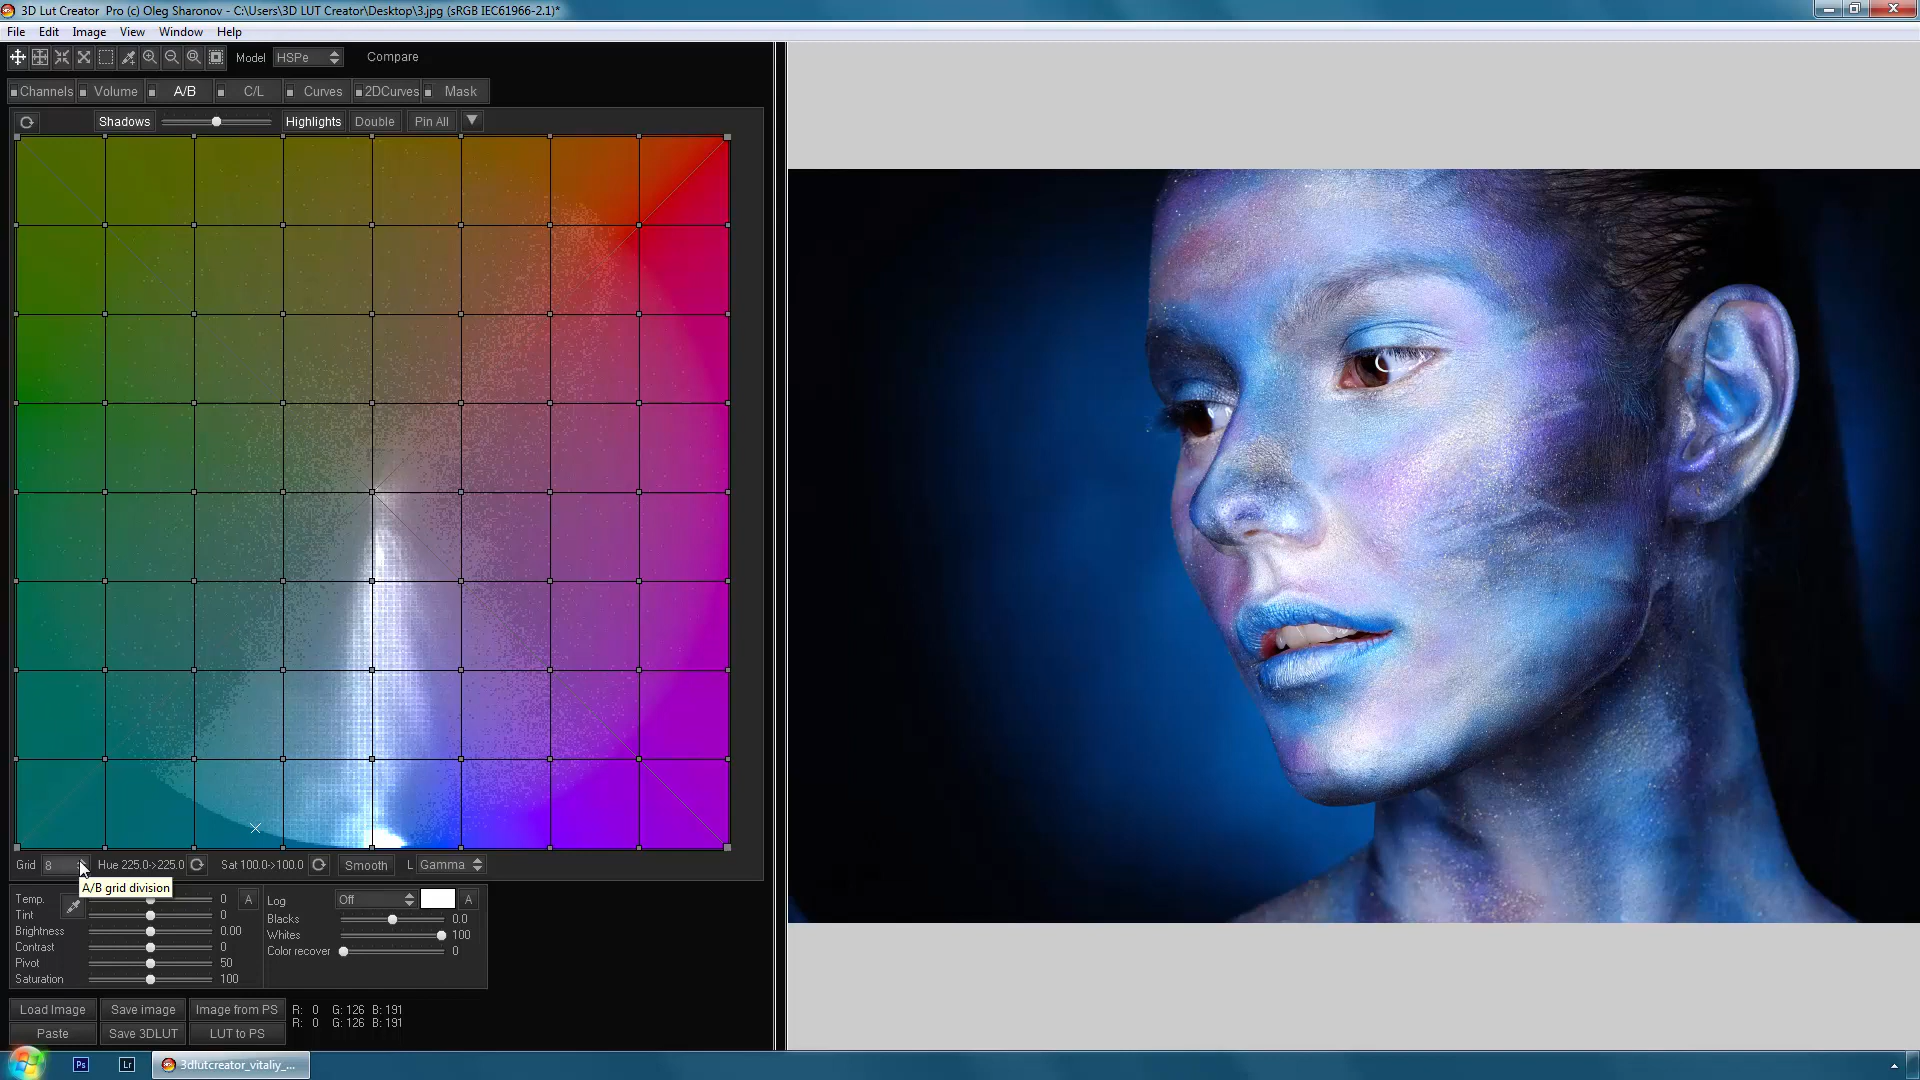 3D Lut Creator Pro (c) Oleg Sharonov - C:\Users\3D LUT Creator\Desktop\3.jpg (sRGB IEC61966-2.1)*
File Edit Image View Window Help
Model HSPe Compare
Channels Volume A/B C/L Curves 2DCurves Mask
Shadows Highlights Double Pin All
Grid 8 Hue 225.0->225.0 Sat 100.0->100.0 Smooth L Gamma
A/B grid division
Temp. 0 A
Tint 0
Brightness 0.00
Contrast 0
Pivot 50
Saturation 100
Log Off A
Blacks 0.0
Whites 100
Color recover 0
Load Image Save image Image from PS R: 0 G: 126 B: 191
R: 0 G: 126 B: 191
Paste Save 3DLUT LUT to PS
Ps Lr 3dlutcreator_vitaliy_...